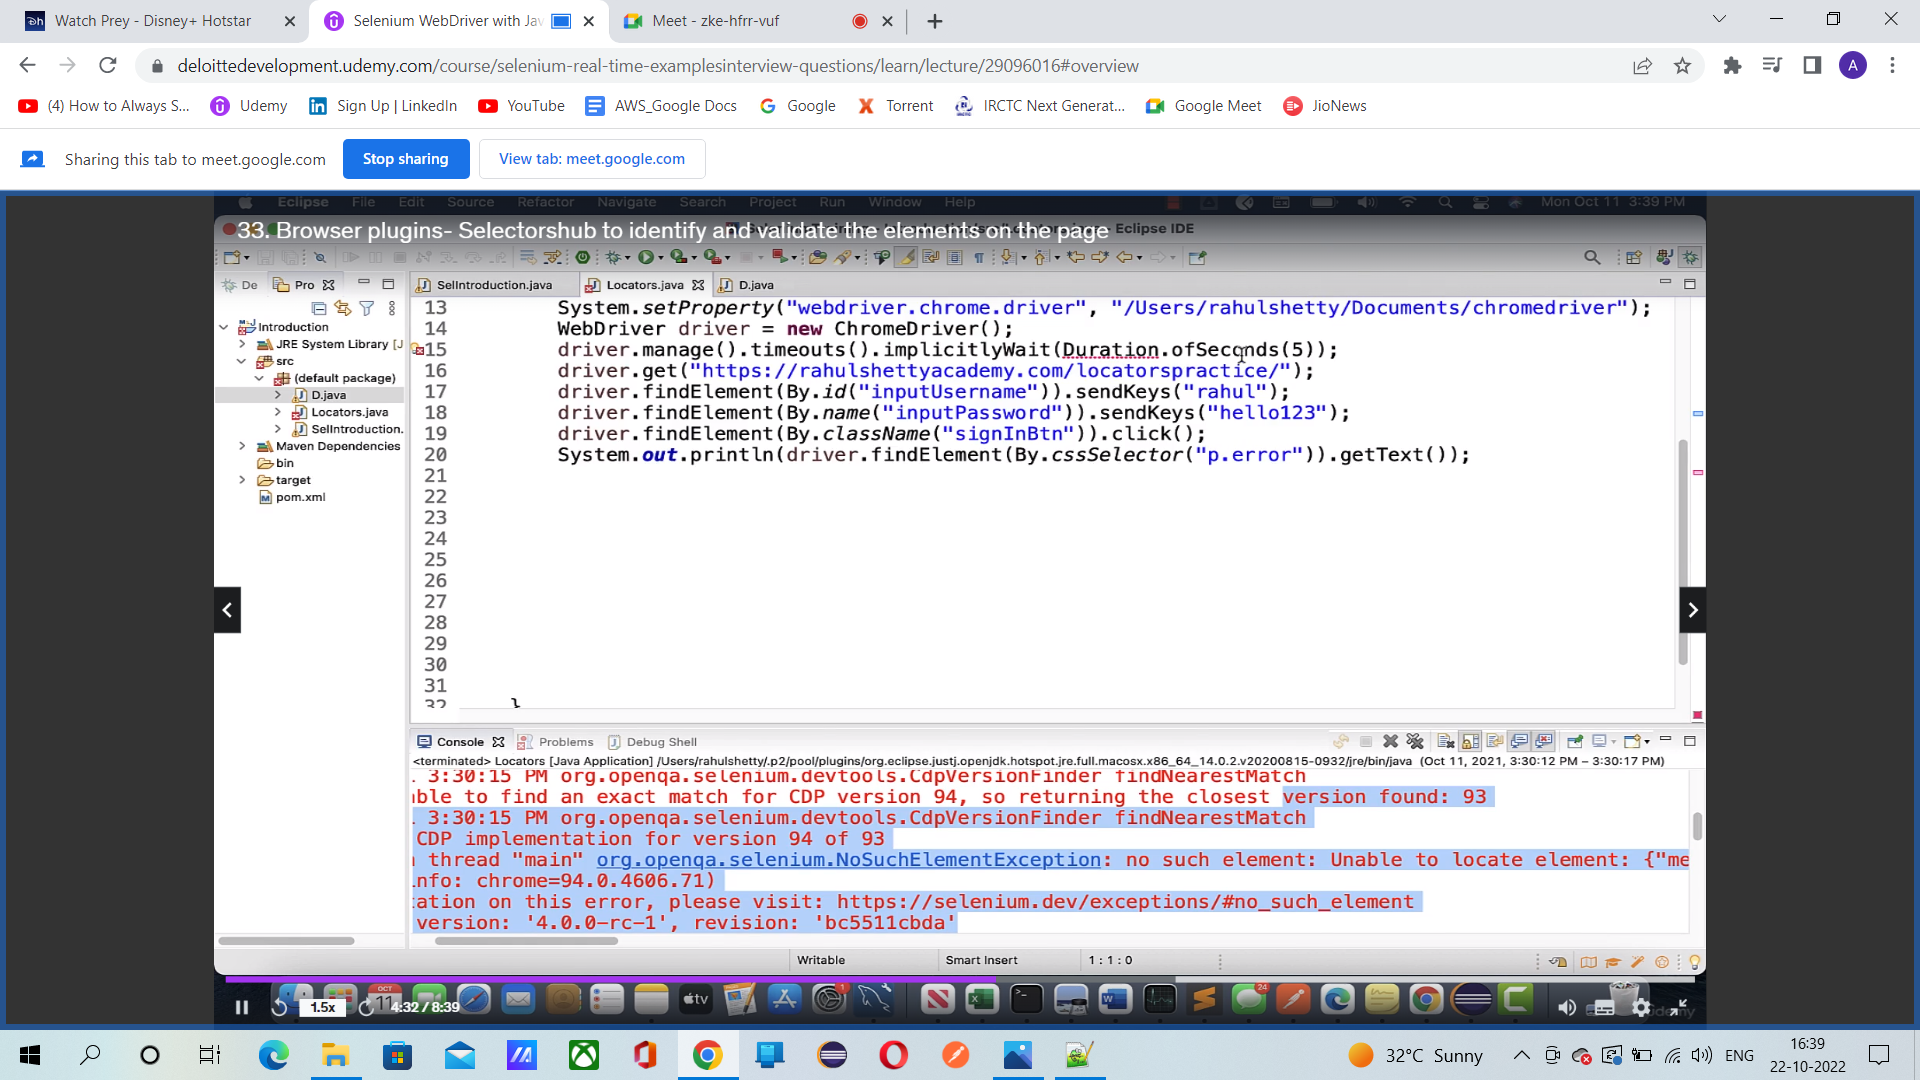 Watch Prey - Disney+ Hotstar
Selenium WebDriver with Jav
Meet - zke-hfrr-vuf
deloittedevelopment.udemy.com/course/selenium-real-time-examplesinterview-questions/learn/lecture/29096016#overview
A
(4) How to Always S...
Udemy
Sign Up | LinkedIn
YouTube
AWS_Google Docs
Google
Torrent
IRCTC Next Generat...
Google Meet
JioNews
Sharing this tab to meet.google.com
Stop sharing
View tab: meet.google.com
Eclipse File Edit Source Refactor Navigate Search Project Run Window Help Mon Oct 11 3:39 PM
33. Browser plugins- Selectorshub to identify and validate the elements on the page
- Eclipse IDE
De
Pro
SelIntroduction.java
Locators.java
D.java
Introduction
JRE System Library [J
src
(default package)
D.java
Locators.java
SelIntroduction.
Maven Dependencies
bin
target
pom.xml
13 System.setProperty("webdriver.chrome.driver", "/Users/rahulshetty/Documents/chromedriver");
14 WebDriver driver = new ChromeDriver();
15 driver.manage().timeouts().implicitlyWait(Duration.ofSeconds(5));
16 driver.get("https://rahulshettyacademy.com/locatorspractice/");
17 driver.findElement(By.id("inputUsername")).sendKeys("rahul");
18 driver.findElement(By.name("inputPassword")).sendKeys("hello123");
19 driver.findElement(By.className("signInBtn")).click();
20 System.out.println(driver.findElement(By.cssSelector("p.error")).getText());
21
22
23
24
25
26
27
28
29
30
31
32 }
Console
Problems
Debug Shell
<terminated> Locators [Java Application] /Users/rahulshetty/.p2/pool/plugins/org.eclipse.justj.openjdk.hotspot.jre.full.macosx.x86_64_14.0.2.v20200815-0932/jre/bin/java (Oct 11, 2021, 3:30:12 PM – 3:30:17 PM)
3:30:15 PM org.openqa.selenium.devtools.CdpVersionFinder findNearestMatch
ble to find an exact match for CDP version 94, so returning the closest version found: 93
3:30:15 PM org.openqa.selenium.devtools.CdpVersionFinder findNearestMatch
CDP implementation for version 94 of 93
thread "main" org.openqa.selenium.NoSuchElementException: no such element: Unable to locate element: {"me
nfo: chrome=94.0.4606.71)
ation on this error, please visit: https://selenium.dev/exceptions/#no_such_element
version: '4.0.0-rc-1', revision: 'bc5511cbda'
Writable
Smart Insert
1 : 1 : 0
1.5x
4:32 / 8:39
OCT
11
tv
24
32°C Sunny
ENG
16:39
22-10-2022